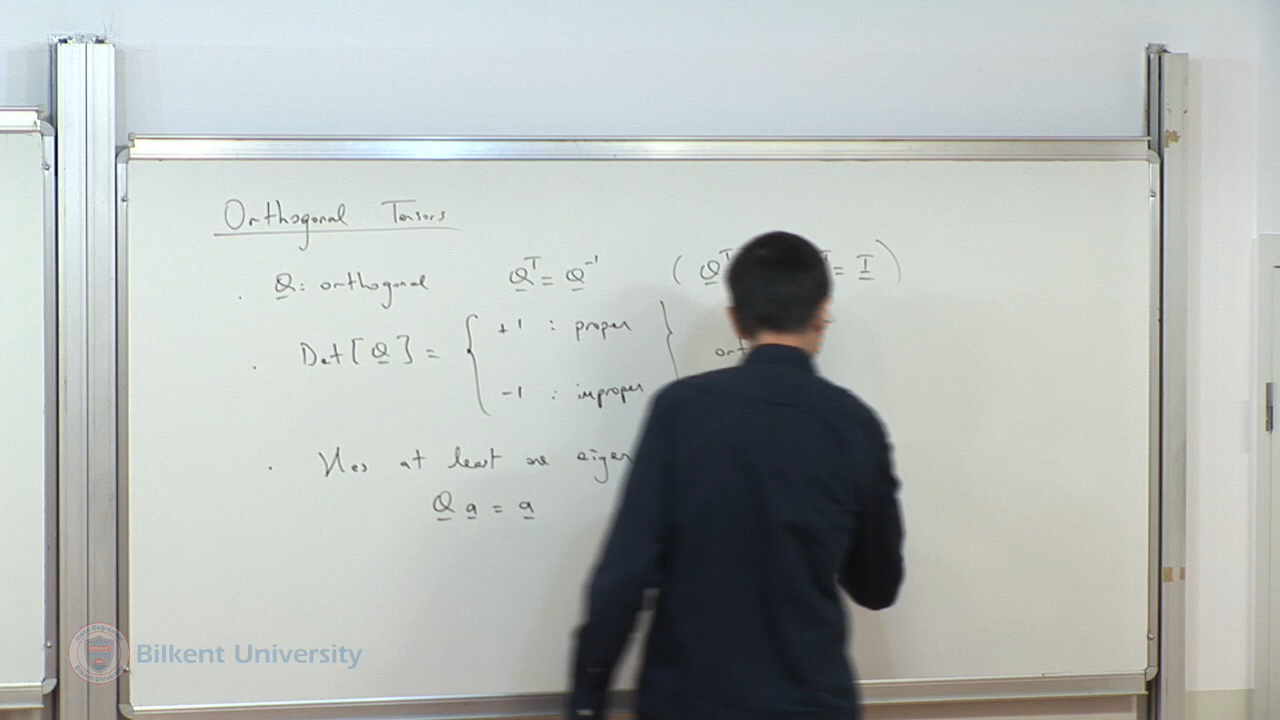 Orthogonal Tensors
. Q: orthogonal Q^T = Q^-1 ( Q^T = I )
. Det [ Q ] = { +1 : proper }
-1 : improper
. Has at least one eigen
Q a = a
Bilkent University